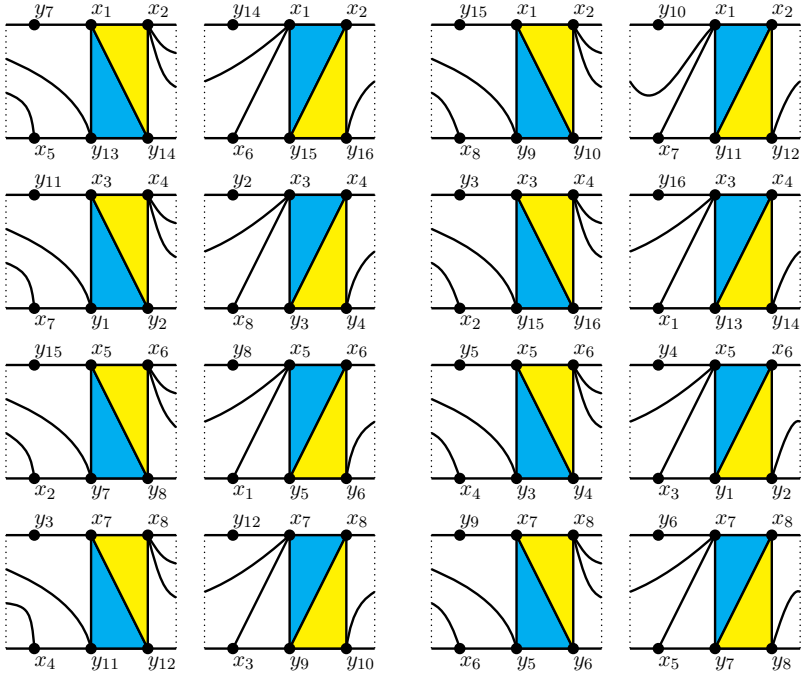 y₇ x₁ x₂ y₁₄ x₁ x₂ y₁₅ x₁ x₂ y₁₀ x₁ x₂
x₅ y₁₃ y₁₄ x₆ y₁₅ y₁₆ x₈ y₉ y₁₀ x₇ y₁₁ y₁₂
y₁₁ x₃ x₄ y₂ x₃ x₄ y₃ x₃ x₄ y₁₆ x₃ x₄
x₇ y₁ y₂ x₈ y₃ y₄ x₂ y₁₅ y₁₆ x₁ y₁₃ y₁₄
y₁₅ x₅ x₆ y₈ x₅ x₆ y₅ x₅ x₆ y₄ x₅ x₆
x₂ y₇ y₈ x₁ y₅ y₆ x₄ y₃ y₄ x₃ y₁ y₂
y₃ x₇ x₈ y₁₂ x₇ x₈ y₉ x₇ x₈ y₆ x₇ x₈
x₄ y₁₁ y₁₂ x₃ y₉ y₁₀ x₆ y₅ y₆ x₅ y₇ y₈